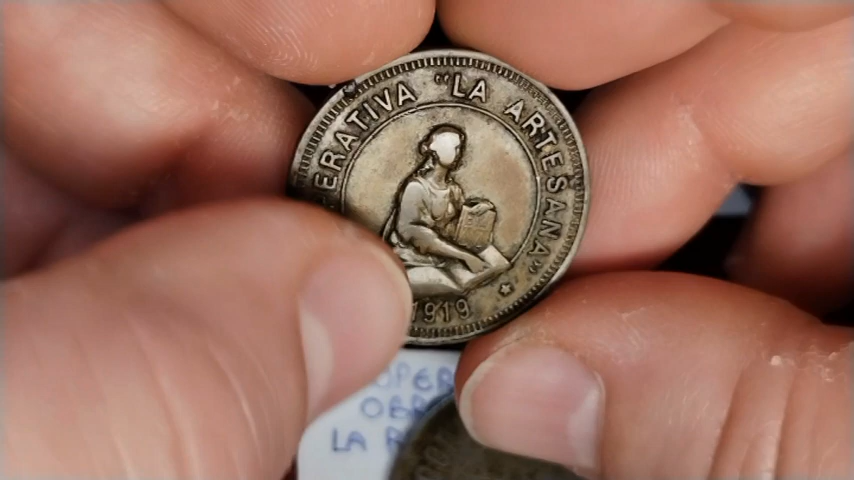 ERATIVA "LA ARTESANA"
1919
OPER
OBR
LA R